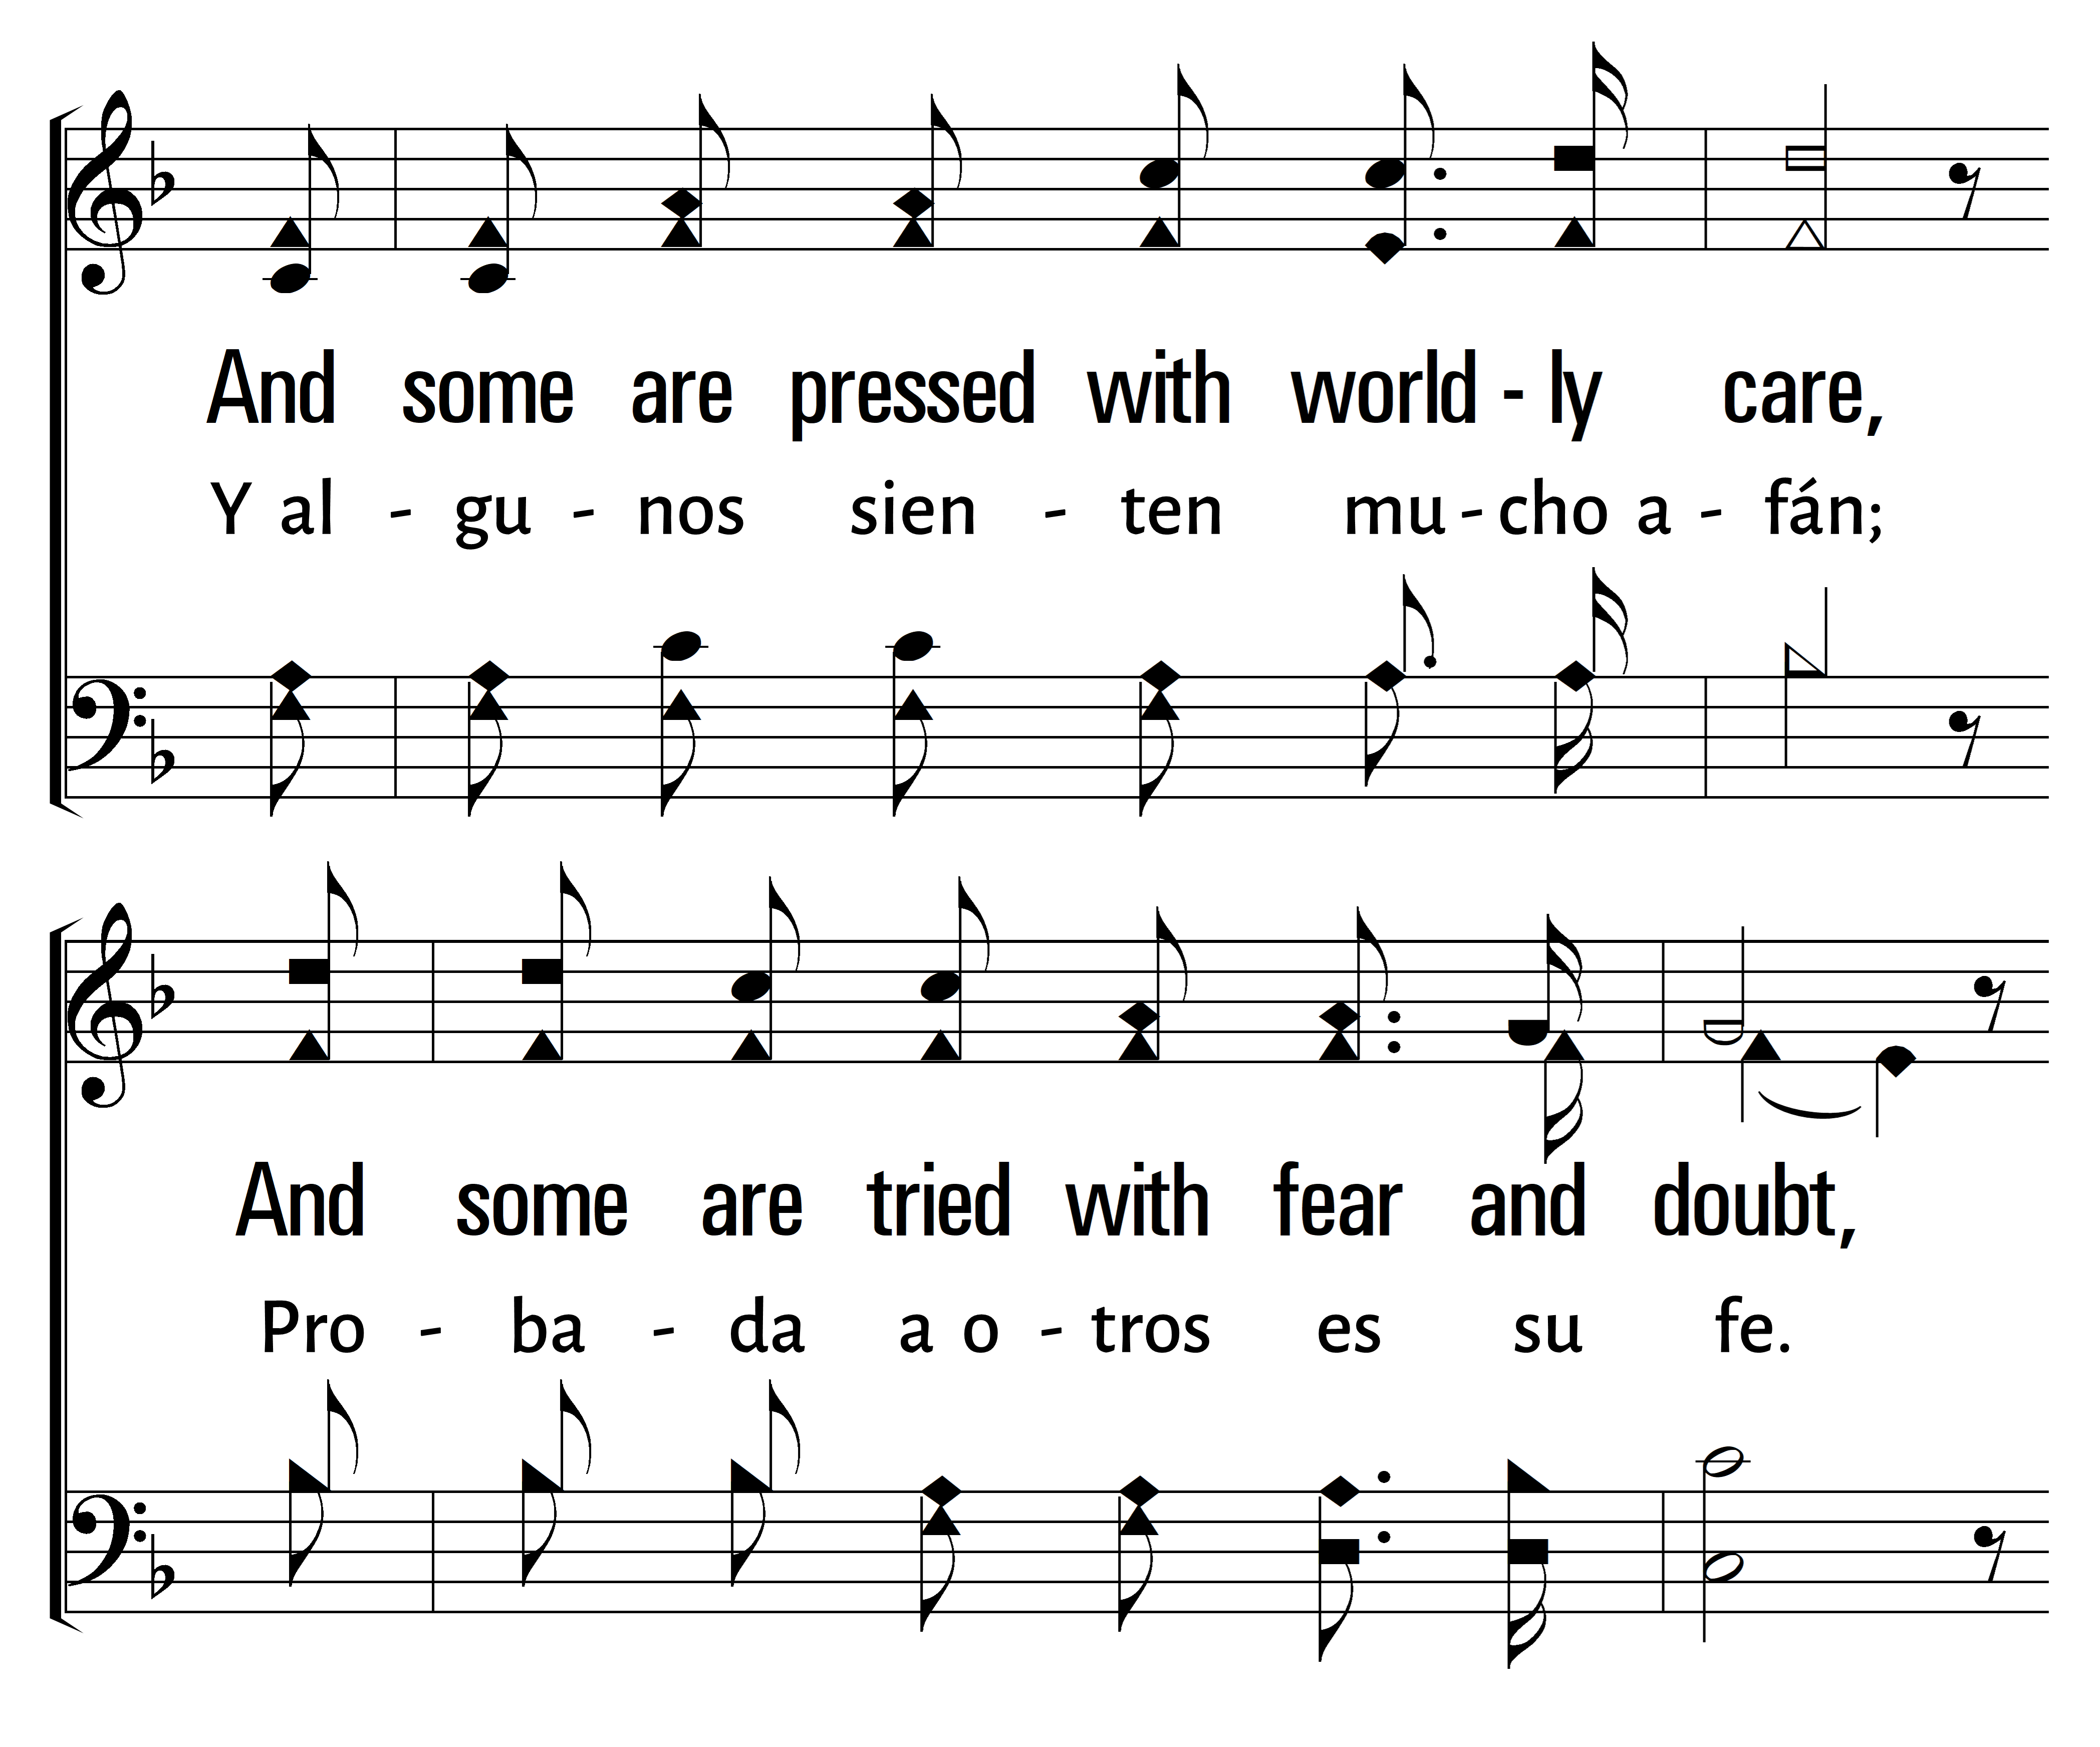 And some are pressed with world - ly care,
Y al - gu - nos sien - ten mu - cho a - fán;
And some are tried with fear and doubt,
Pro - ba - da a o - tros es su fe.